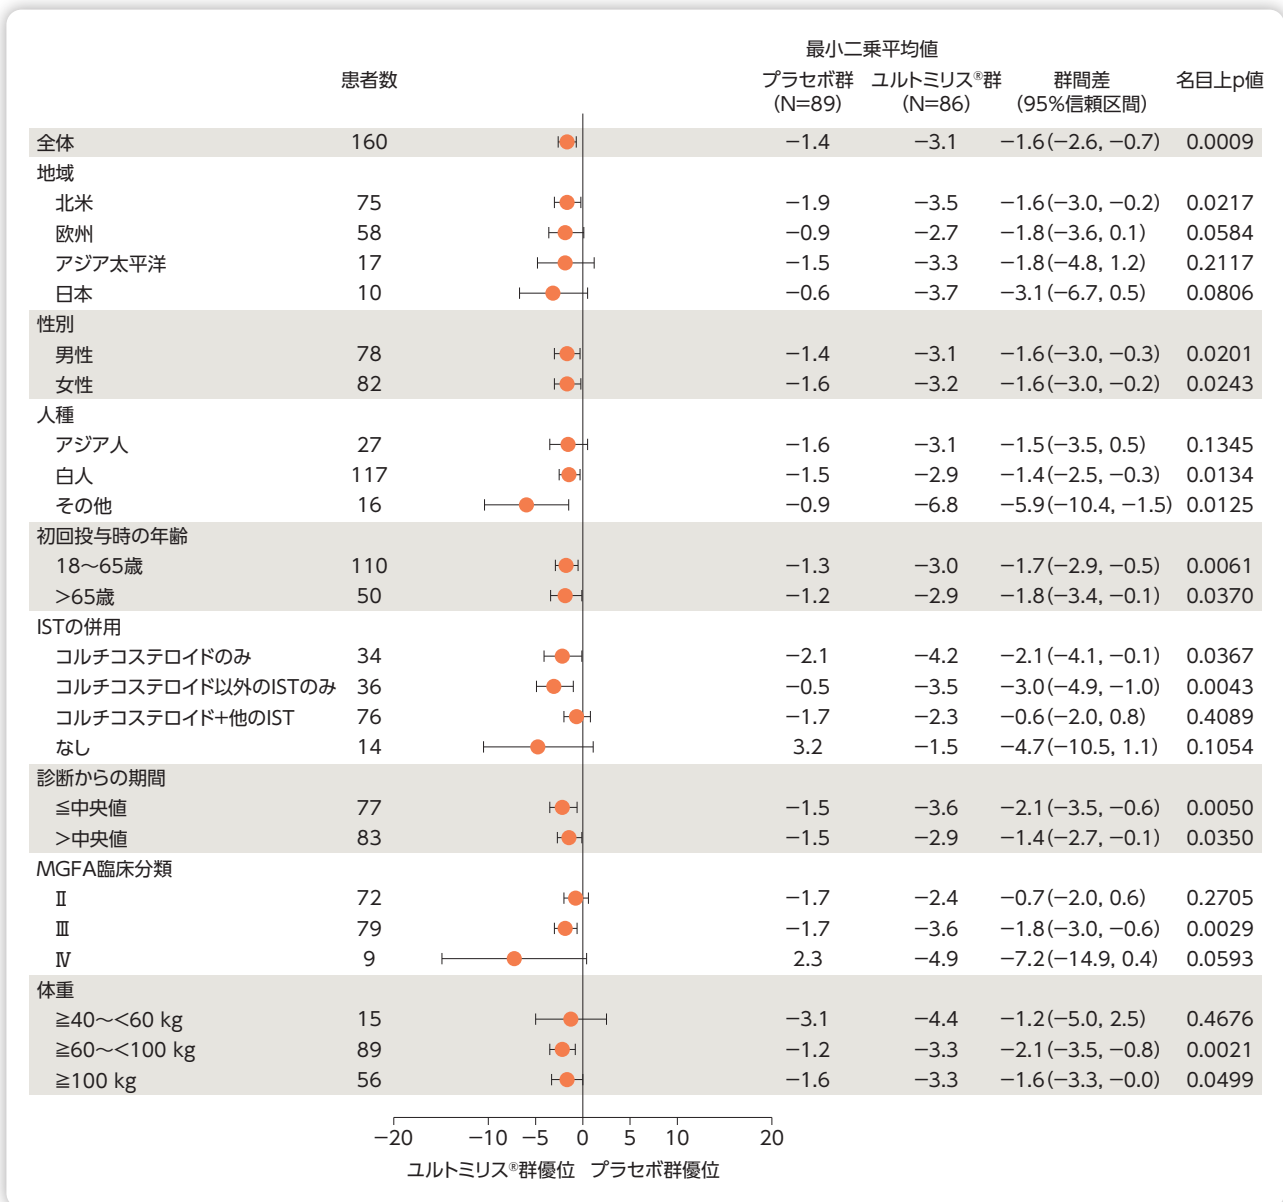 最小二乗平均値
患者数 プラセボ群 ユルトミリス®群 群間差 名目上p値
(N=89) (N=86) (95%信頼区間)
全体 160 −1.4 −3.1 −1.6(−2.6, −0.7) 0.0009
地域
北米 75 −1.9 −3.5 −1.6(−3.0, −0.2) 0.0217
欧州 58 −0.9 −2.7 −1.8(−3.6, 0.1) 0.0584
アジア太平洋 17 −1.5 −3.3 −1.8(−4.8, 1.2) 0.2117
日本 10 −0.6 −3.7 −3.1(−6.7, 0.5) 0.0806
性別
男性 78 −1.4 −3.1 −1.6(−3.0, −0.3) 0.0201
女性 82 −1.6 −3.2 −1.6(−3.0, −0.2) 0.0243
人種
アジア人 27 −1.6 −3.1 −1.5(−3.5, 0.5) 0.1345
白人 117 −1.5 −2.9 −1.4(−2.5, −0.3) 0.0134
その他 16 −0.9 −6.8 −5.9(−10.4, −1.5) 0.0125
初回投与時の年齢
18〜65歳 110 −1.3 −3.0 −1.7(−2.9, −0.5) 0.0061
>65歳 50 −1.2 −2.9 −1.8(−3.4, −0.1) 0.0370
ISTの併用
コルチコステロイドのみ 34 −2.1 −4.2 −2.1(−4.1, −0.1) 0.0367
コルチコステロイド以外のISTのみ 36 −0.5 −3.5 −3.0(−4.9, −1.0) 0.0043
コルチコステロイド+他のIST 76 −1.7 −2.3 −0.6(−2.0, 0.8) 0.4089
なし 14 3.2 −1.5 −4.7(−10.5, 1.1) 0.1054
診断からの期間
≦中央値 77 −1.5 −3.6 −2.1(−3.5, −0.6) 0.0050
>中央値 83 −1.5 −2.9 −1.4(−2.7, −0.1) 0.0350
MGFA臨床分類
Ⅱ 72 −1.7 −2.4 −0.7(−2.0, 0.6) 0.2705
Ⅲ 79 −1.7 −3.6 −1.8(−3.0, −0.6) 0.0029
Ⅳ 9 2.3 −4.9 −7.2(−14.9, 0.4) 0.0593
体重
≧40〜<60 kg 15 −3.1 −4.4 −1.2(−5.0, 2.5) 0.4676
≧60〜<100 kg 89 −1.2 −3.3 −2.1(−3.5, −0.8) 0.0021
≧100 kg 56 −1.6 −3.3 −1.6(−3.3, −0.0) 0.0499
−20 −10 −5 0 5 10 20
ユルトミリス®群優位 プラセボ群優位